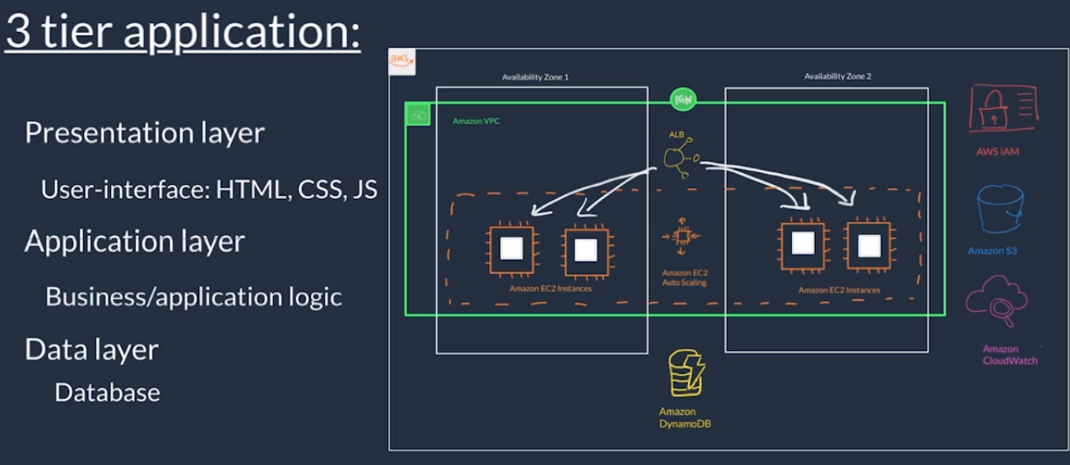 3 tier application:
Presentation layer
User-interface: HTML, CSS, JS
Application layer
Business/application logic
Data layer
Database
aws
Availability Zone 1
Availability Zone 2
IGW
Amazon VPC
ALB
Amazon EC2 Instances
Amazon EC2
Auto Scaling
Amazon EC2 Instances
Amazon
DynamoDB
AWS IAM
Amazon S3
Amazon
CloudWatch